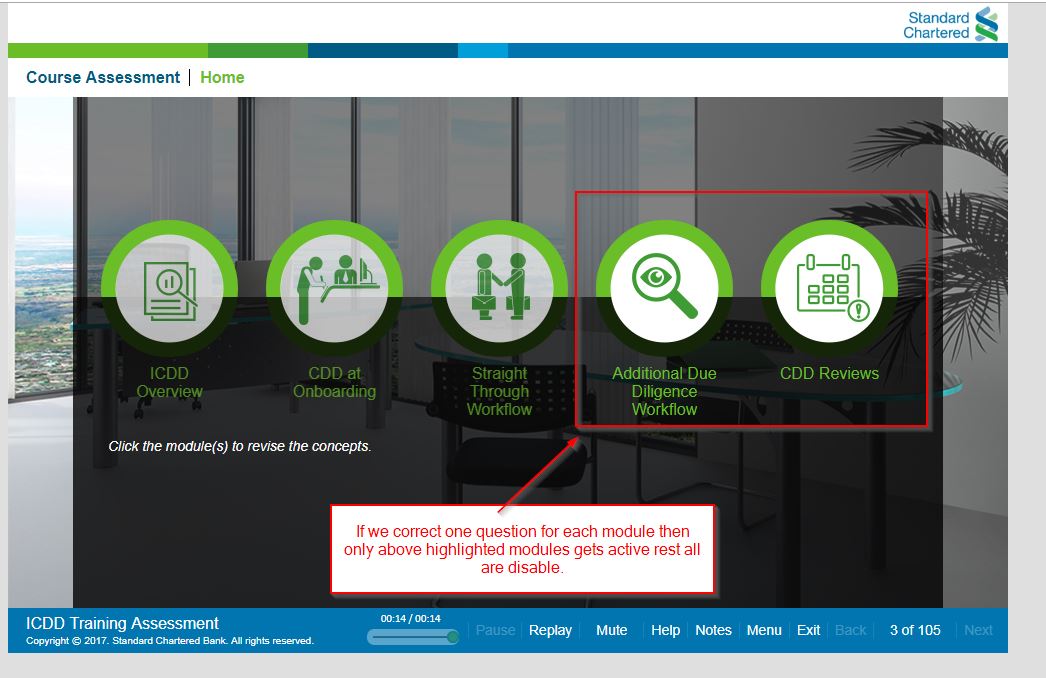 Standard
Chartered
Course Assessment | Home
ICDD
Overview
CDD at
Onboarding
Straight
Through
Workflow
Additional Due
Diligence
Workflow
CDD Reviews
Click the module(s) to revise the concepts.
If we correct one question for each module then
only above highlighted modules gets active rest all
are disable.
ICDD Training Assessment
Copyright © 2017. Standard Chartered Bank. All rights reserved.
00:14 / 00:14
Pause Replay Mute Help Notes Menu Exit Back 3 of 105 Next